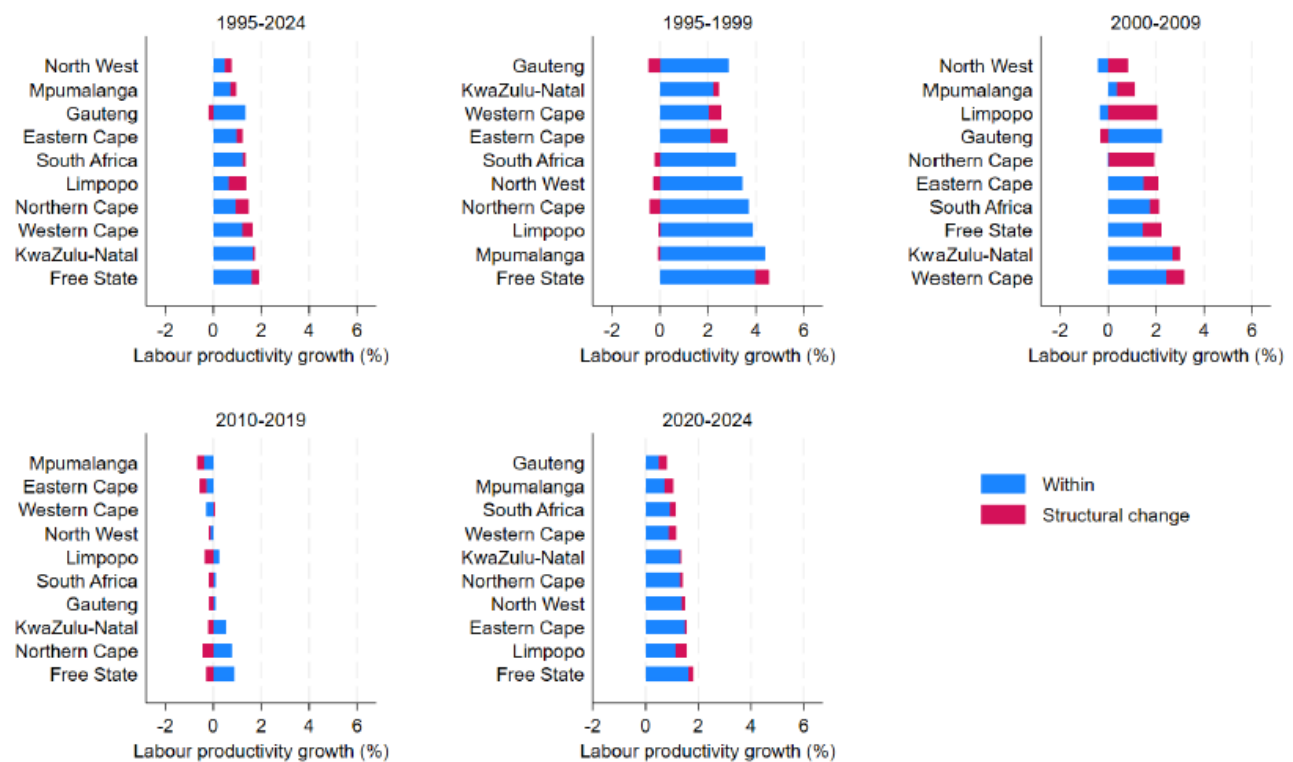 1995-2024
North West
Mpumalanga
Gauteng
Eastern Cape
South Africa
Limpopo
Northern Cape
Western Cape
KwaZulu-Natal
Free State
-2 0 2 4 6
Labour productivity growth (%)
1995-1999
Gauteng
KwaZulu-Natal
Western Cape
Eastern Cape
South Africa
North West
Northern Cape
Limpopo
Mpumalanga
Free State
-2 0 2 4 6
Labour productivity growth (%)
2000-2009
North West
Mpumalanga
Limpopo
Gauteng
Northern Cape
Eastern Cape
South Africa
Free State
KwaZulu-Natal
Western Cape
-2 0 2 4 6
Labour productivity growth (%)
2010-2019
Mpumalanga
Eastern Cape
Western Cape
North West
Limpopo
South Africa
Gauteng
KwaZulu-Natal
Northern Cape
Free State
-2 0 2 4 6
Labour productivity growth (%)
2020-2024
Gauteng
Mpumalanga
South Africa
Western Cape
KwaZulu-Natal
Northern Cape
North West
Eastern Cape
Limpopo
Free State
-2 0 2 4 6
Labour productivity growth (%)
Within
Structural change